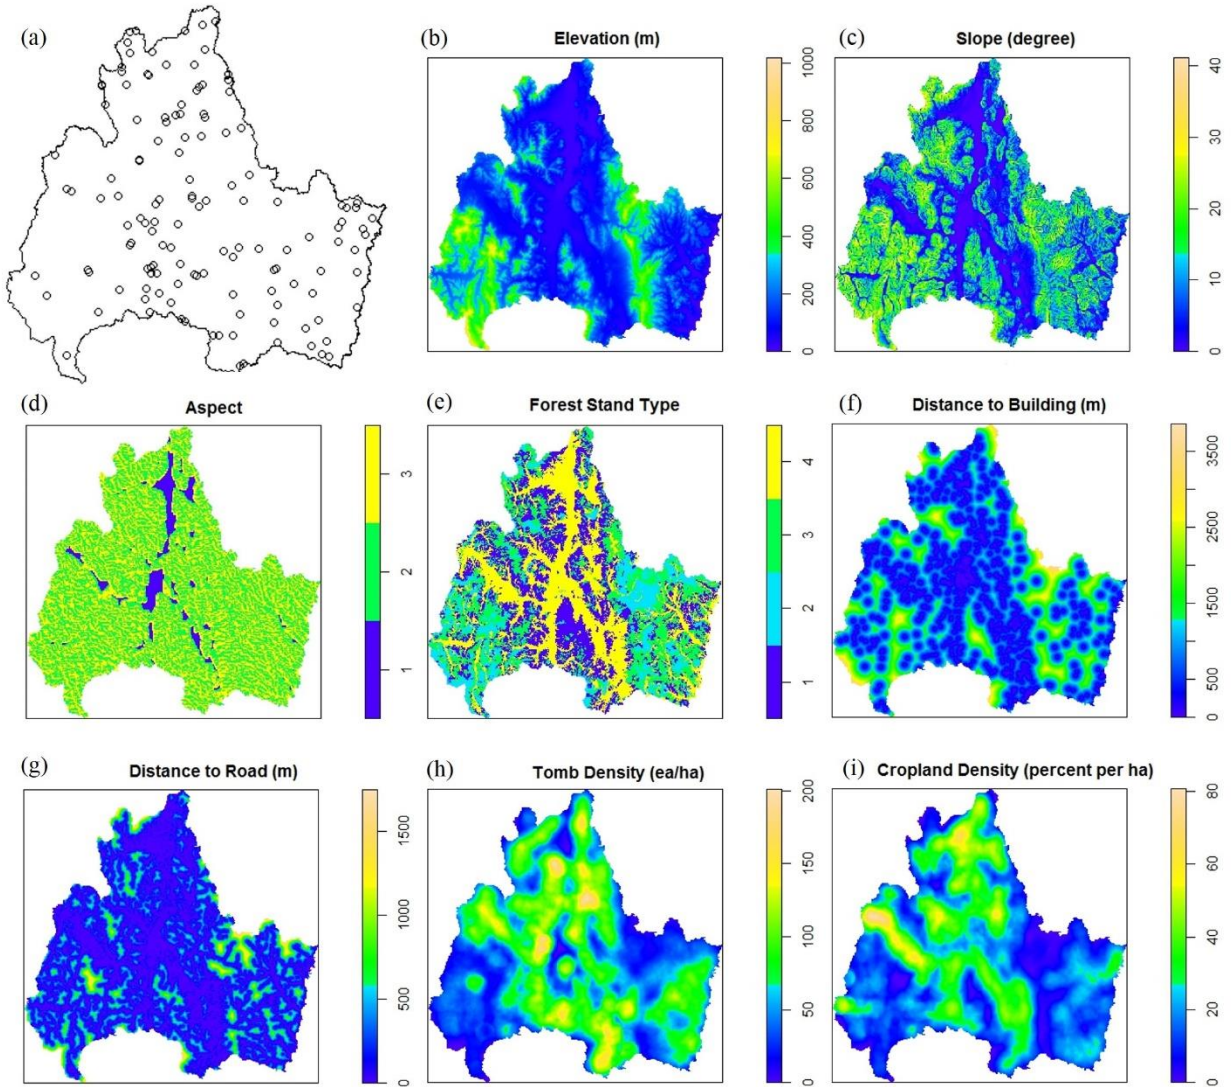 (a)
(b)
Elevation (m)
0
200
400
600
800
1000
(c)
Slope (degree)
0
10
20
30
40
(d)
Aspect
1
2
3
(e)
Forest Stand Type
1
2
3
4
(f)
Distance to Building (m)
0
500
1500
2500
3500
(g)
Distance to Road (m)
0
500
1000
1500
(h)
Tomb Density (ea/ha)
0
50
100
150
200
(i)
Cropland Density (percent per ha)
0
20
40
60
80